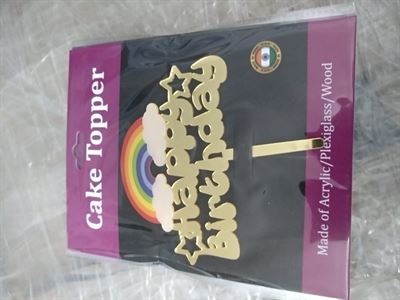 Cake Topper
Happy
Birthday
Made of Acrylic/Plexiglass/Wood